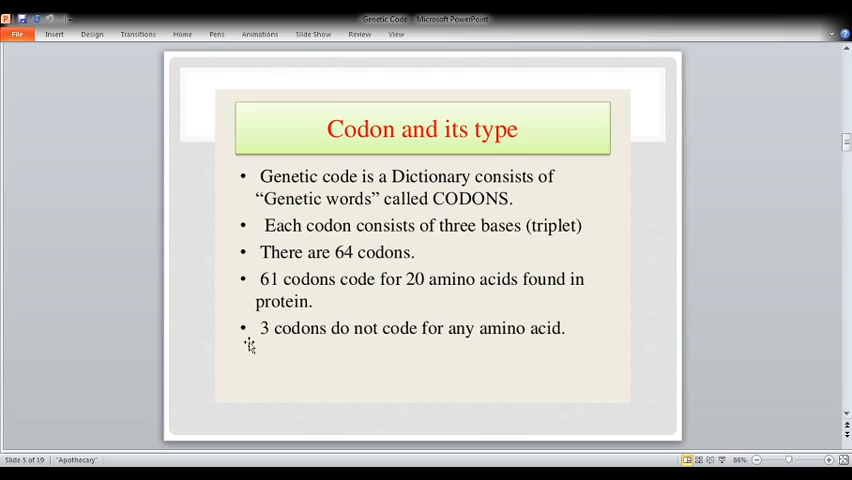 Genetic Code - Microsoft PowerPoint
File Insert Design Transitions Home Pens Animations Slide Show Review View
Codon and its type
• Genetic code is a Dictionary consists of
“Genetic words” called CODONS.
• Each codon consists of three bases (triplet)
• There are 64 codons.
• 61 codons code for 20 amino acids found in
protein.
• 3 codons do not code for any amino acid.
Slide 5 of 19 "Apothecary" 86%